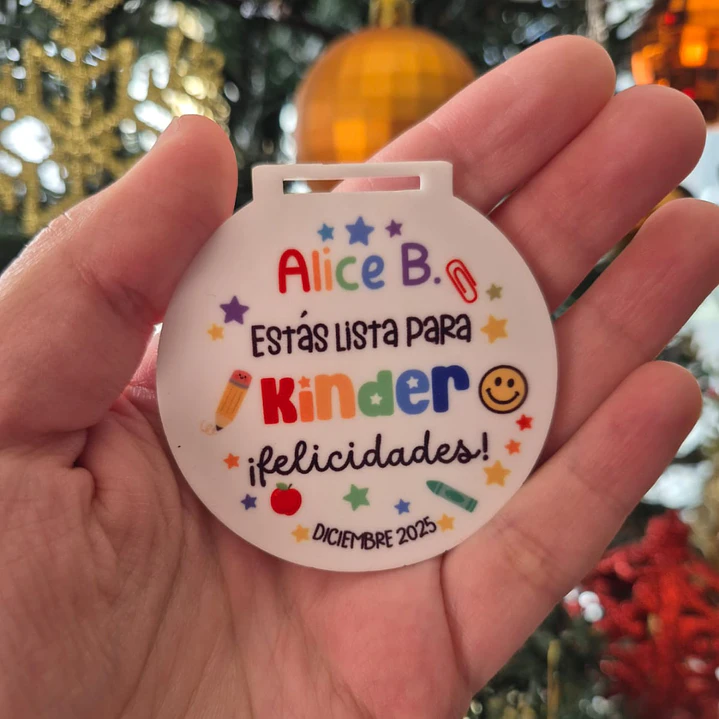 Alice B.
Estás lista para
Kinder
¡felicidades!
DICIEMBRE 2025